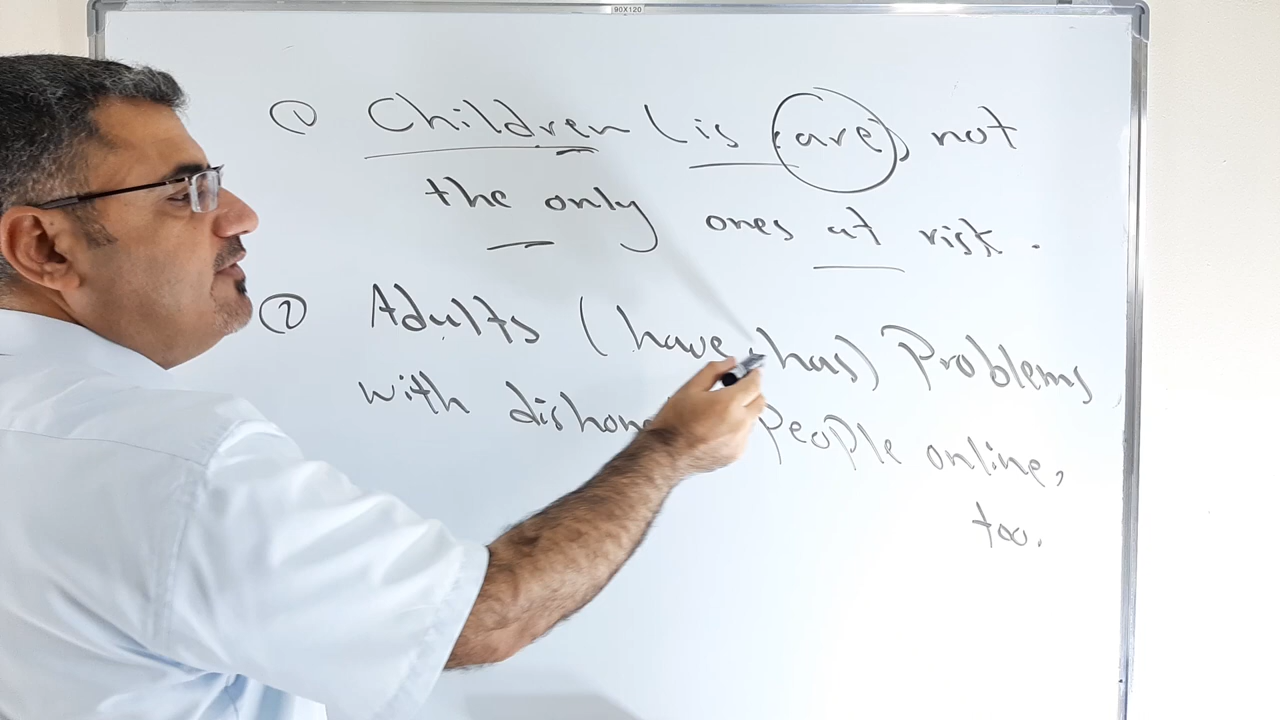 90X120
① Children (is, are) not
the only ones at risk.
② Adults (have, has) Problems
with people online,
too.